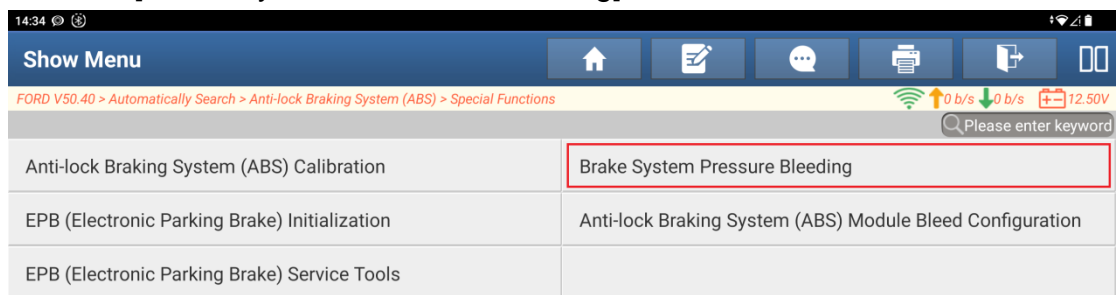 14:34
Show Menu
FORD V50.40 > Automatically Search > Anti-lock Braking System (ABS) > Special Functions
0 b/s 0 b/s 12.50V
Please enter keyword
Anti-lock Braking System (ABS) Calibration
Brake System Pressure Bleeding
EPB (Electronic Parking Brake) Initialization
Anti-lock Braking System (ABS) Module Bleed Configuration
EPB (Electronic Parking Brake) Service Tools